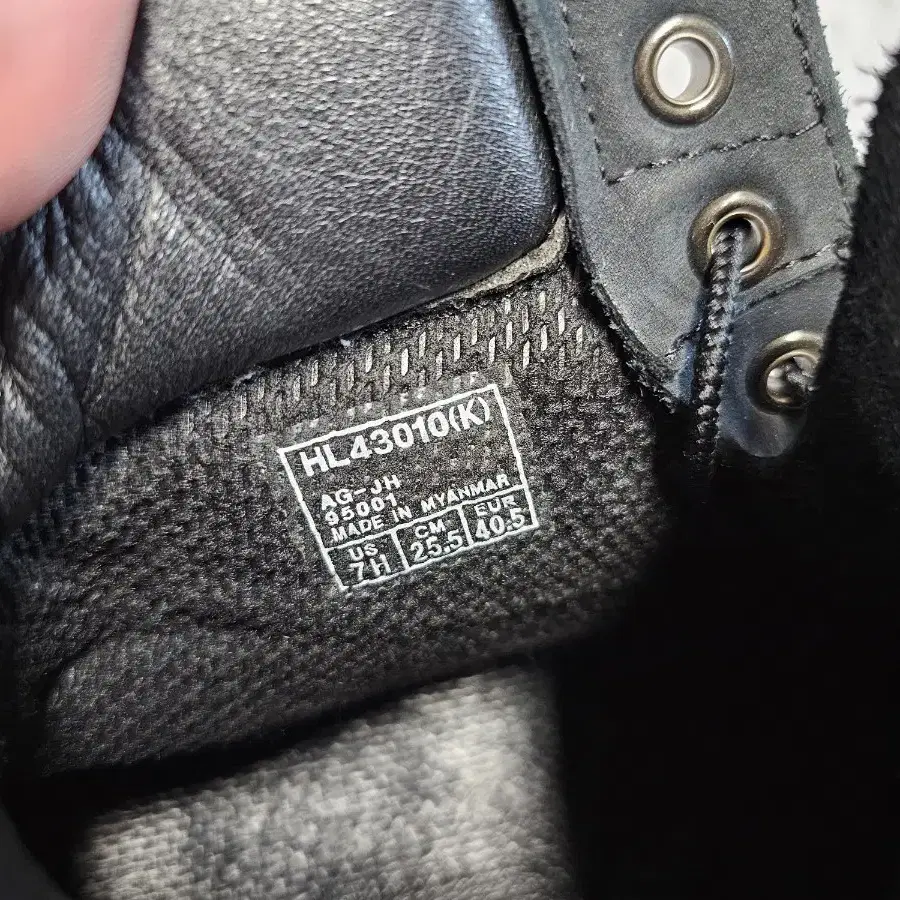 HL43010(K)
AG-JH
95001
MADE IN MYANMAR
US CM EUR
7H 25.5 40.5